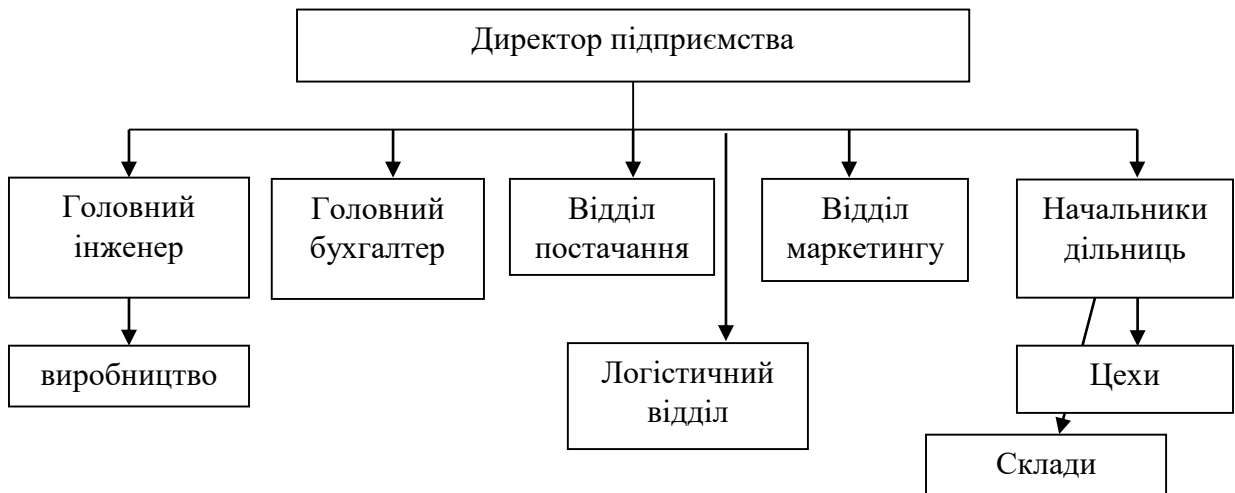 Директор підприємства
Головний
інженер
Головний
бухгалтер
Відділ
постачання
Відділ
маркетингу
Начальники
дільниць
виробництво
Логістичний
відділ
Цехи
Склади